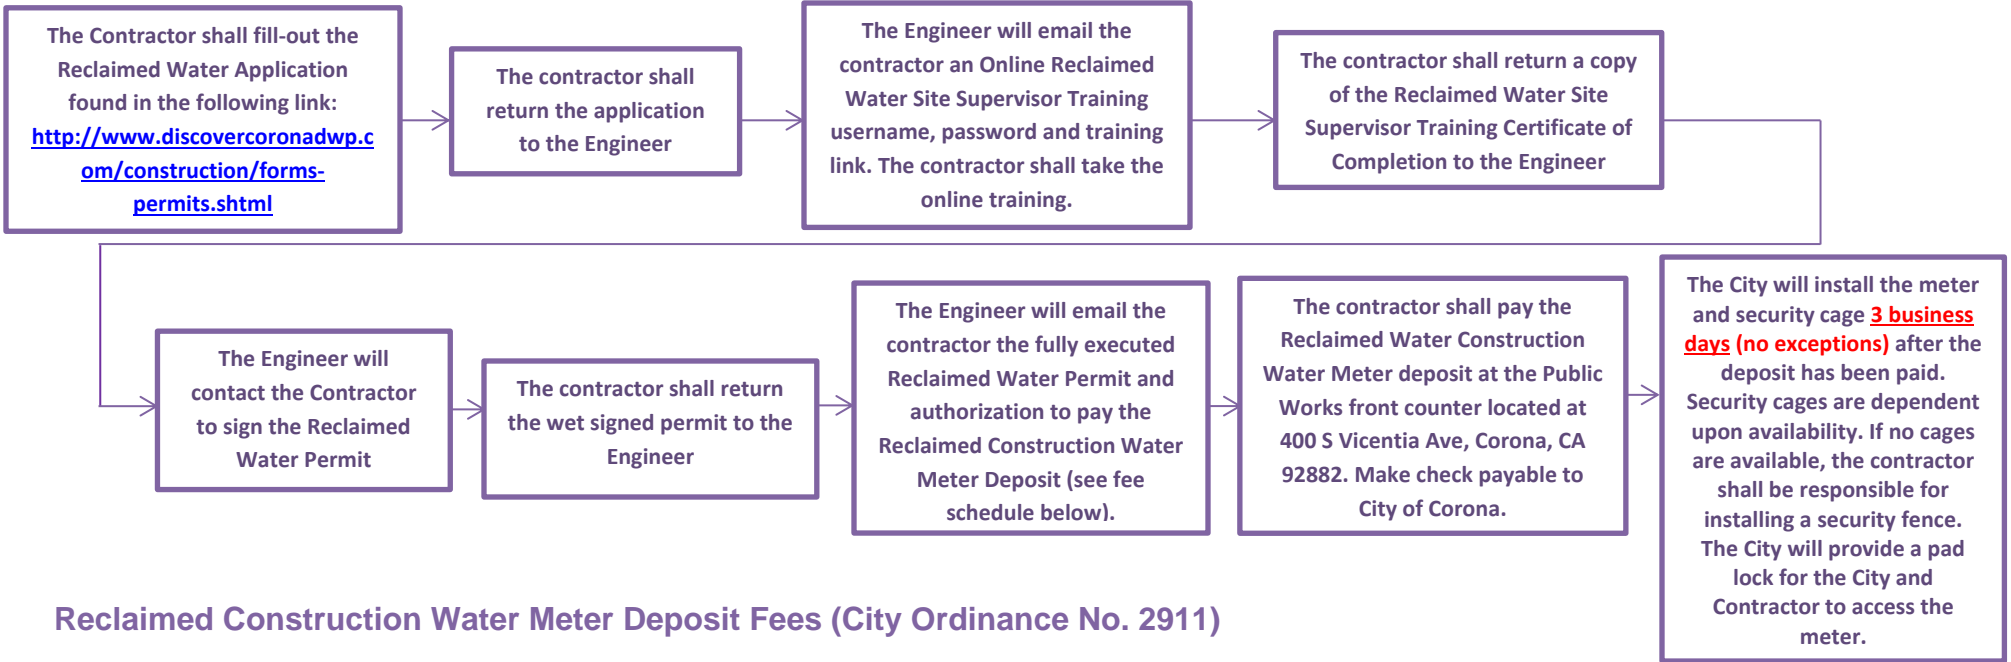 The Contractor shall fill-out the
Reclaimed Water Application
found in the following link:
http://www.discovercoronadwp.c
om/construction/forms-
permits.shtml
The contractor shall
return the application
to the Engineer
The Engineer will email the
contractor an Online Reclaimed
Water Site Supervisor Training
username, password and training
link. The contractor shall take the
online training.
The contractor shall return a copy
of the Reclaimed Water Site
Supervisor Training Certificate of
Completion to the Engineer
The Engineer will
contact the Contractor
to sign the Reclaimed
Water Permit
The contractor shall return
the wet signed permit to the
Engineer
The Engineer will email the
contractor the fully executed
Reclaimed Water Permit and
authorization to pay the
Reclaimed Construction Water
Meter Deposit (see fee
schedule below).
The contractor shall pay the
Reclaimed Water Construction
Water Meter deposit at the Public
Works front counter located at
400 S Vicentia Ave, Corona, CA
92882. Make check payable to
City of Corona.
The City will install the meter
and security cage 3 business
days (no exceptions) after the
deposit has been paid.
Security cages are dependent
upon availability. If no cages
are available, the contractor
shall be responsible for
installing a security fence.
The City will provide a pad
lock for the City and
Contractor to access the
meter.
Reclaimed Construction Water Meter Deposit Fees (City Ordinance No. 2911)